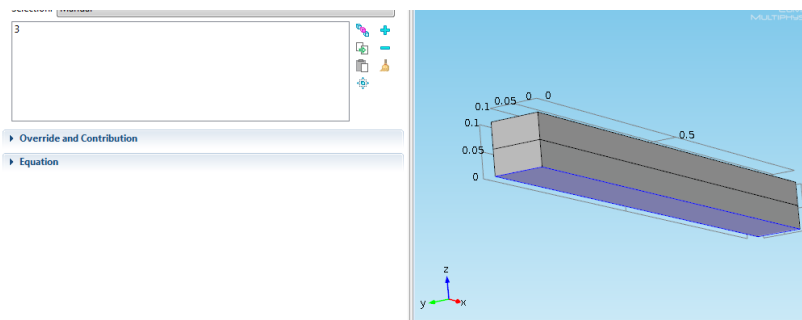 Selection: Manual
3
Override and Contribution
Equation
MULTIPHYS
0.1 0.05 0 0
0.1
0.5
0.05
0
z
y x